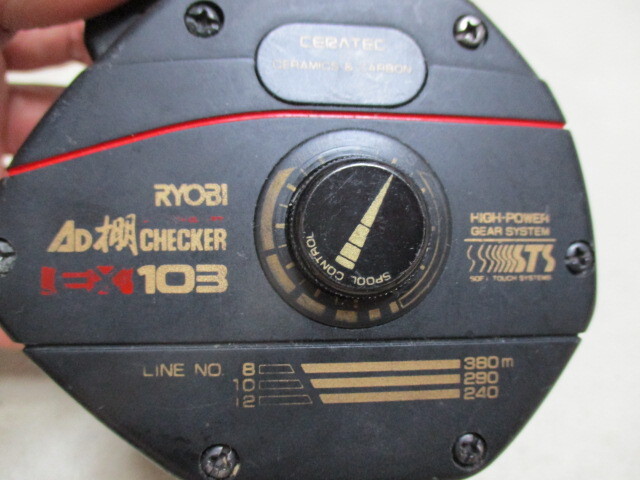 CERATEC
CERAMICS & CARBON
RYOBI
AD棚CHECKER
EX103
SPOOL CONTROL
HIGH-POWER
GEAR SYSTEM
STS
SOFT TOUCH SYSTEMS
LINE NO. 8 380m
10 290
12 240